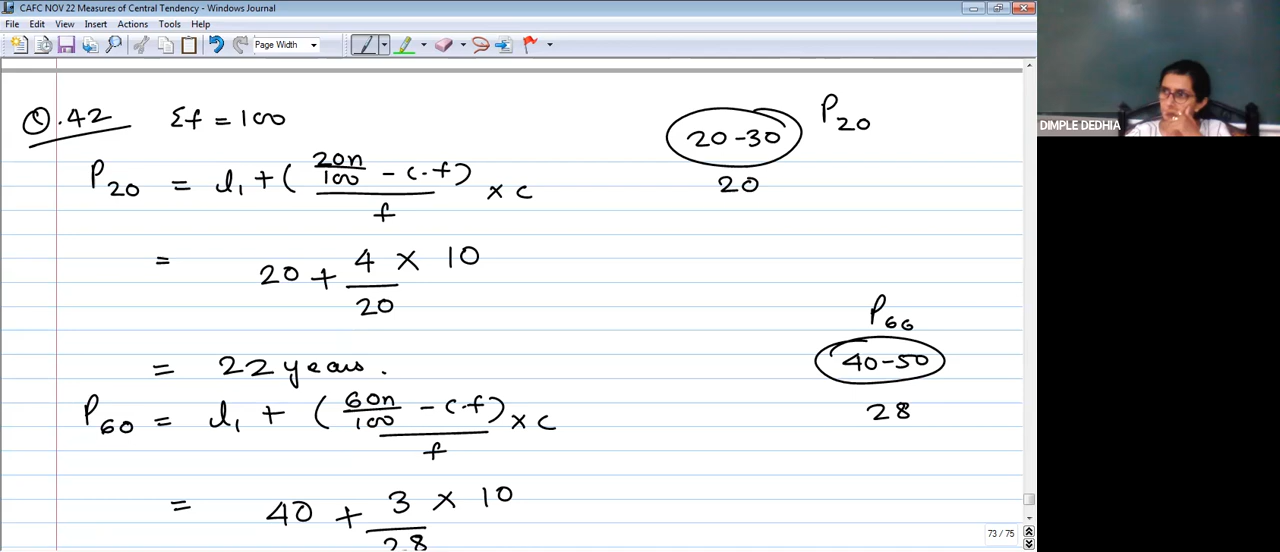 CAFC NOV 22 Measures of Central Tendency - Windows Journal
File Edit View Insert Actions Tools Help
Page Width
Q.42 Σf = 100
20-30 P20
20
DIMPLE DEDHIA
P20 = l1 + (20n/100 - c.f)/f × c
= 20 + 4/20 × 10
= 22 years.
P66
40-50
28
P60 = l1 + (60n/100 - c.f)/f × c
= 40 + 3/28 × 10
73 / 75